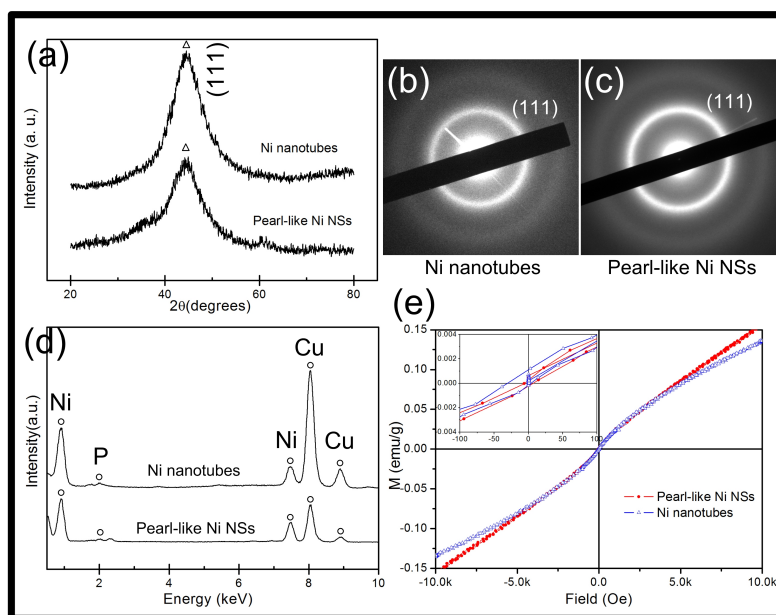 (a)
Intensity (a. u.)
△
(111)
Ni nanotubes
△
Pearl-like Ni NSs
20 40 60 80
2θ(degrees)
(b)
(111)
Ni nanotubes
(c)
(111)
Pearl-like Ni NSs
(d)
Intensity(a.u.)
Ni
P
Ni
Cu
Cu
Ni nanotubes
Pearl-like Ni NSs
2 4 6 8 10
Energy (keV)
(e)
M (emu/g)
0.15
0.10
0.05
0.00
-0.05
-0.10
-0.15
0.004
0.002
0.000
-0.002
-0.004
-100 -50 0 50 100
Pearl-like Ni NSs
Ni nanotubes
-10.0k -5.0k 0.0 5.0k 10.0k
Field (Oe)